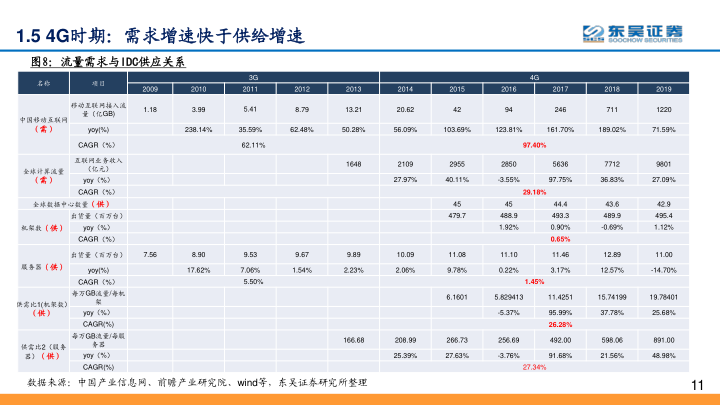 1.5 4G时期：需求增速快于供给增速
东吴证券
SOOCHOW SECURITIES
图8：流量需求与IDC供应关系
名称 项目 3G 4G
2009 2010 2011 2012 2013 2014 2015 2016 2017 2018 2019
中国移动互联网（需） 移动互联网接入流量（亿GB） 1.18 3.99 5.41 8.79 13.21 20.62 42 94 246 711 1220
yoy(%) 238.14% 35.59% 62.48% 50.28% 56.09% 103.69% 123.81% 161.70% 189.02% 71.59%
CAGR（%） 62.11% 97.40%
全球计算流量（需） 互联网业务收入（亿元） 1648 2109 2955 2850 5636 7712 9801
yoy（%） 27.97% 40.11% -3.55% 97.75% 36.83% 27.09%
CAGR（%） 29.18%
全球数据中心数量（供） 45 45 44.4 43.6 42.9
机架数（供） 出货量（百万台） 479.7 488.9 493.3 489.9 495.4
yoy（%） 1.92% 0.90% -0.69% 1.12%
CAGR（%） 0.65%
服务器（供） 出货量（百万台） 7.56 8.90 9.53 9.67 9.89 10.09 11.08 11.10 11.46 12.89 11.00
yoy(%) 17.62% 7.06% 1.54% 2.23% 2.06% 9.78% 0.22% 3.17% 12.57% -14.70%
CAGR（%） 5.50% 1.45%
供需比1(机架数)（供） 每万GB流量/每机架 6.1601 5.829413 11.4251 15.74199 19.78401
yoy（%） -5.37% 95.99% 37.78% 25.68%
CAGR(%) 26.28%
供需比2（服务器）（供） 每万GB流量/每服务器 166.68 208.99 266.73 256.69 492.00 598.06 891.00
yoy（%） 25.39% 27.63% -3.76% 91.68% 21.56% 48.98%
CAGR(%) 27.34%
数据来源：中国产业信息网、前瞻产业研究院、wind等，东吴证券研究所整理
11